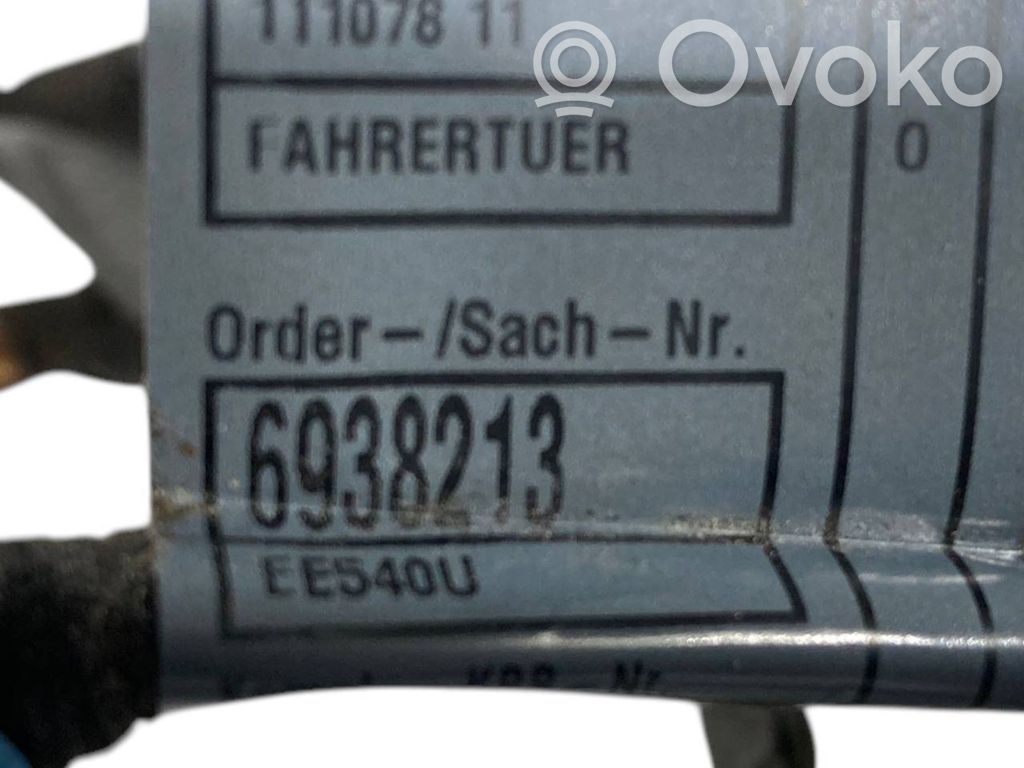 111078 11
Ovoko
FAHRERTUER
0
Order-/Sach-Nr.
6938213
EE540U